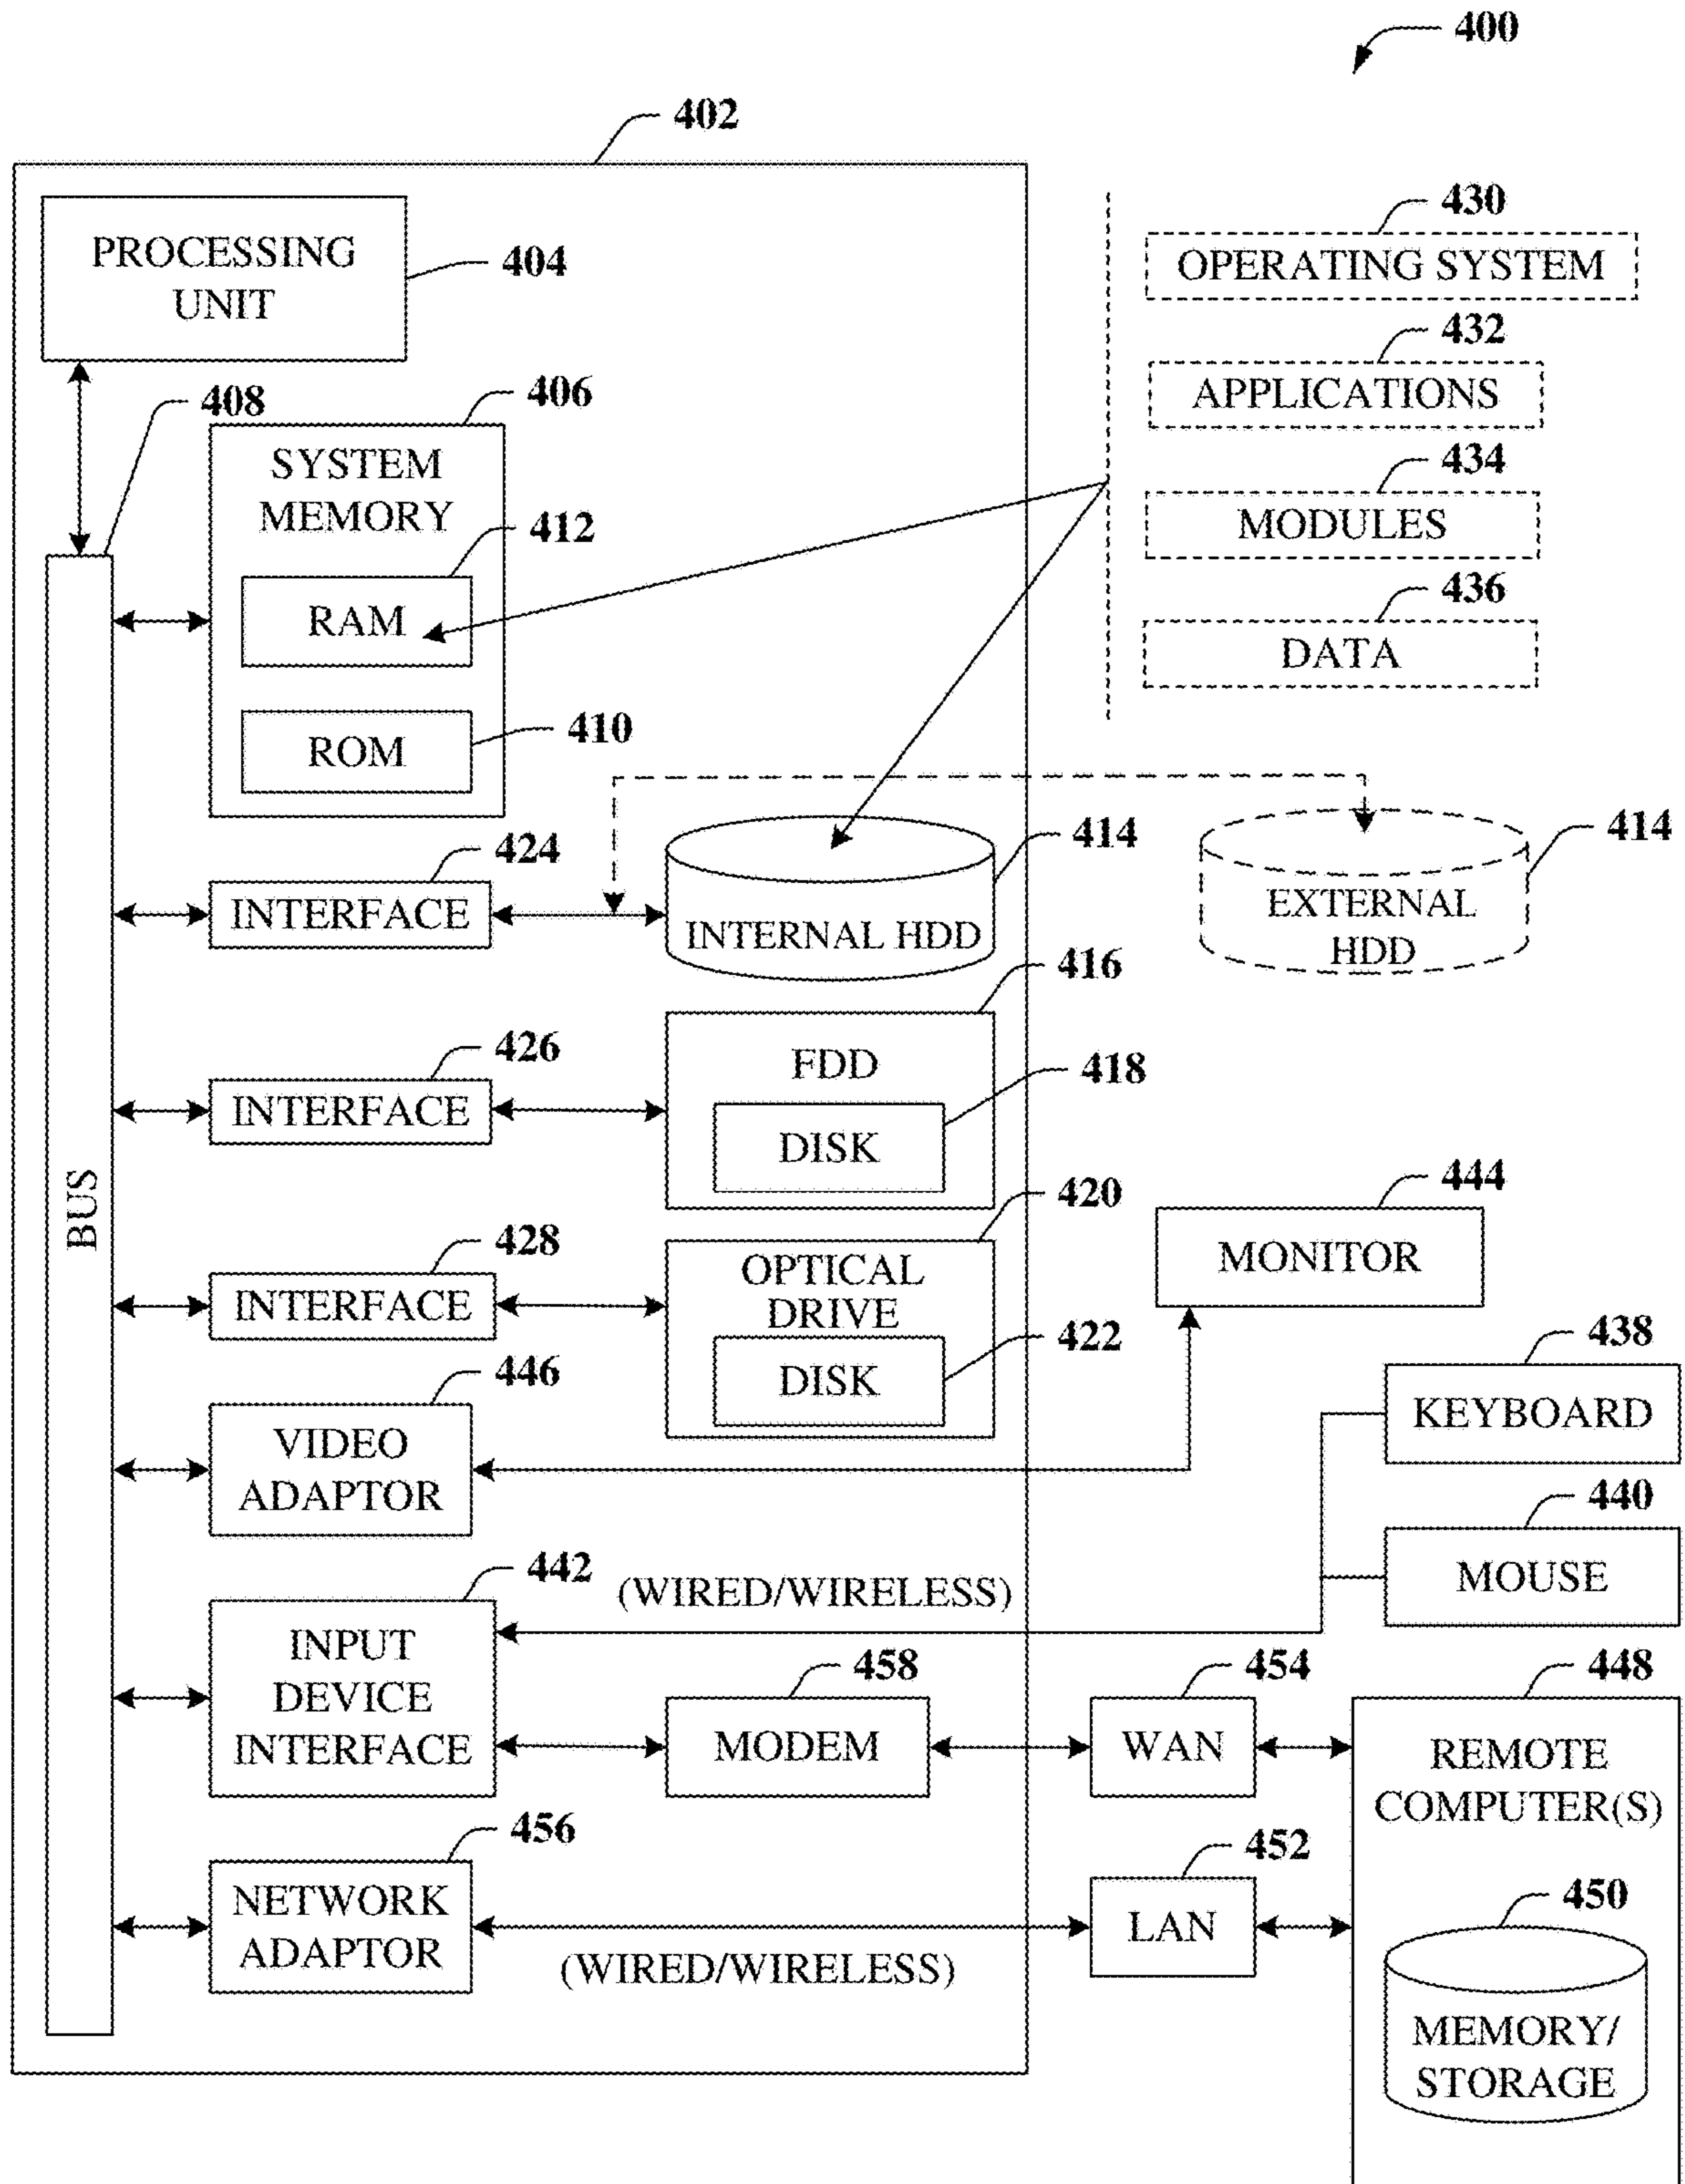 400
402
PROCESSING
UNIT
404
408
406
SYSTEM
MEMORY
412
RAM
410
ROM
430
OPERATING SYSTEM
432
APPLICATIONS
434
MODULES
436
DATA
424
INTERFACE
414
INTERNAL HDD
414
EXTERNAL
HDD
416
426
INTERFACE
FDD
418
DISK
BUS
420
428
INTERFACE
OPTICAL
DRIVE
422
DISK
444
MONITOR
446
VIDEO
ADAPTOR
438
KEYBOARD
440
MOUSE
442
(WIRED/WIRELESS)
INPUT
DEVICE
INTERFACE
458
MODEM
454
WAN
448
REMOTE
COMPUTER(S)
456
NETWORK
ADAPTOR
(WIRED/WIRELESS)
452
LAN
450
MEMORY/
STORAGE